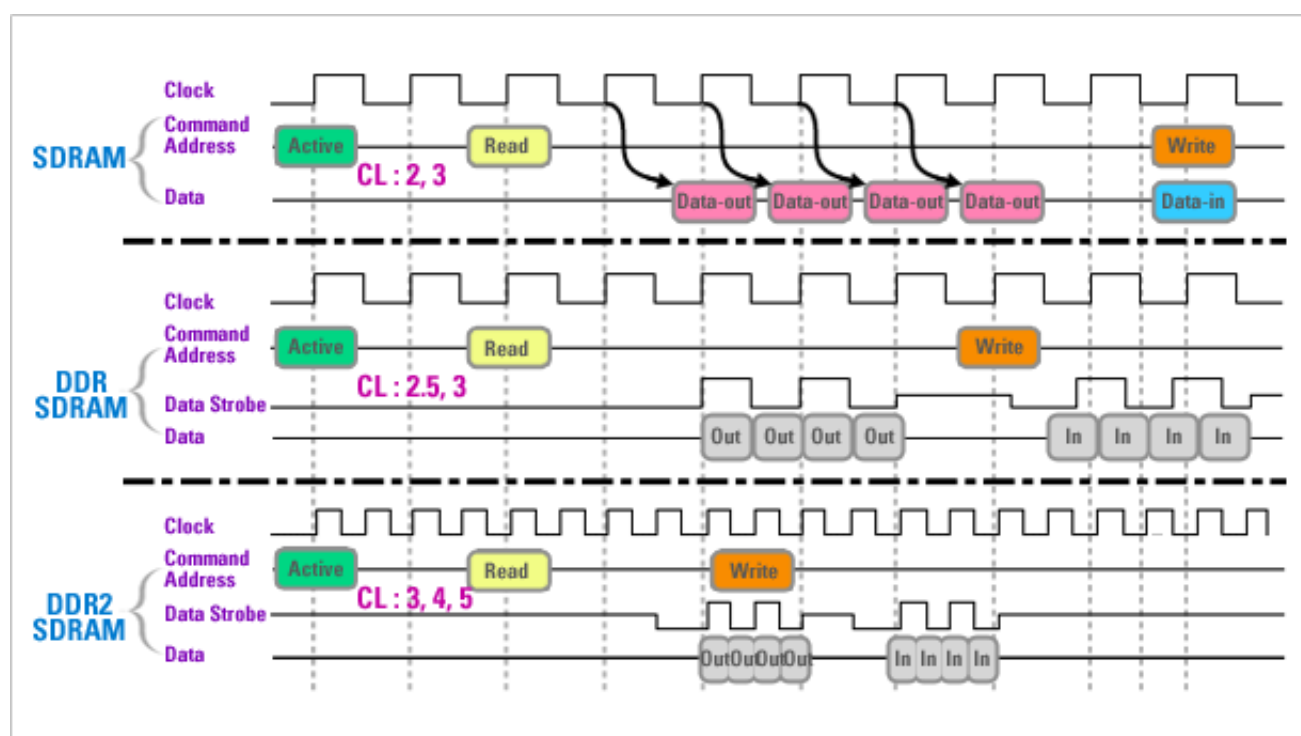 Clock
Command
Address
SDRAM
Active
Read
Write
CL : 2, 3
Data
Data-out
Data-out
Data-out
Data-out
Data-in
Clock
Command
Address
Active
Read
Write
DDR
SDRAM
CL : 2.5, 3
Data Strobe
Data
Out
Out
Out
Out
In
In
In
In
Clock
Command
Address
Active
Read
Write
DDR2
SDRAM
CL : 3, 4, 5
Data Strobe
Data
Out
Out
Out
Out
In
In
In
In